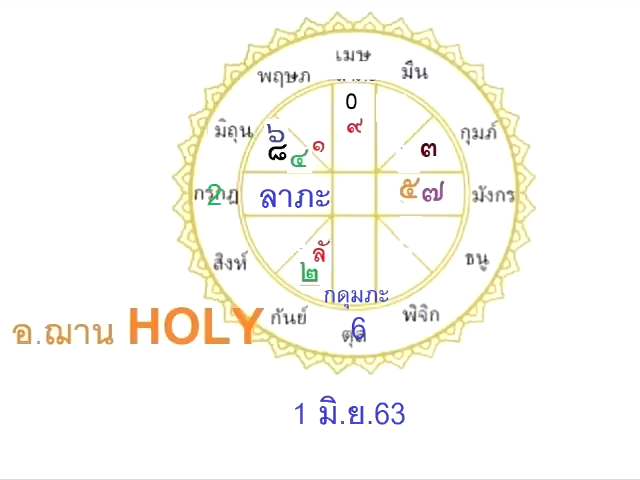 เมษ
พฤษภ
มีน
0
๙
มิถุน
๖
๘ ๔ ๑
๓
กุมภ์
กรกฎ
2
ลาภะ
๕ ๗
มังกร
สิงห์
ลั
๒
ธนู
กดุมภะ
กันย์
พิจิก
ตุล
6
อ.ฌาน HOLY
1 มิ.ย.63